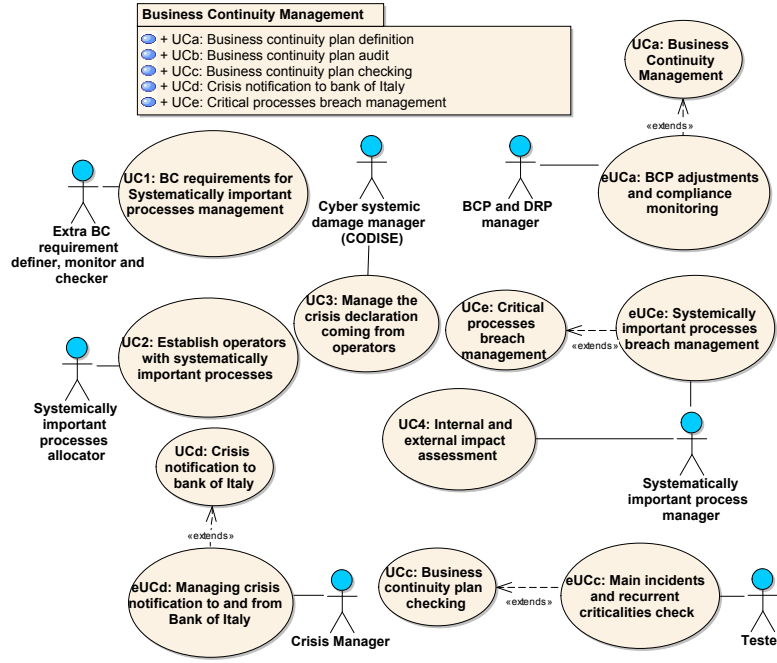 Business Continuity Management
+ UCa: Business continuity plan definition
+ UCb: Business continuity plan audit
+ UCc: Business continuity plan checking
+ UCd: Crisis notification to bank of Italy
+ UCe: Critical processes breach management
UCa: Business
Continuity
Management
«extends»
UC1: BC requirements for
Systematically important
processes management
Extra BC
requirement
definer, monitor and
checker
Cyber systemic
damage manager
(CODISE)
BCP and DRP
manager
eUCa: BCP adjustments
and compliance
monitoring
UC3: Manage the
crisis declaration
coming from
operators
UCe: Critical
processes
breach
management
«extends»
eUCe: Systemically
important processes
breach management
UC2: Establish operators
with systematically
important processes
Systemically
important
processes
allocator
UC4: Internal and
external impact
assessment
Systematically
important process
manager
UCd: Crisis
notification to
bank of Italy
«extends»
eUCd: Managing crisis
notification to and from
Bank of Italy
Crisis Manager
UCc: Business
continuity plan
checking
«extends»
eUCc: Main incidents
and recurrent
criticalities check
Teste